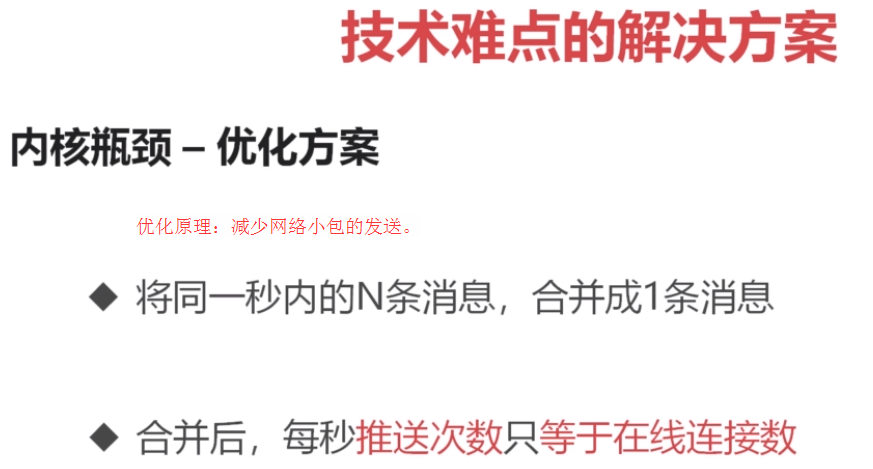 技术难点的解决方案
内核瓶颈 – 优化方案
优化原理：减少网络小包的发送。
◆ 将同一秒内的N条消息，合并成1条消息
◆ 合并后，每秒推送次数只等于在线连接数